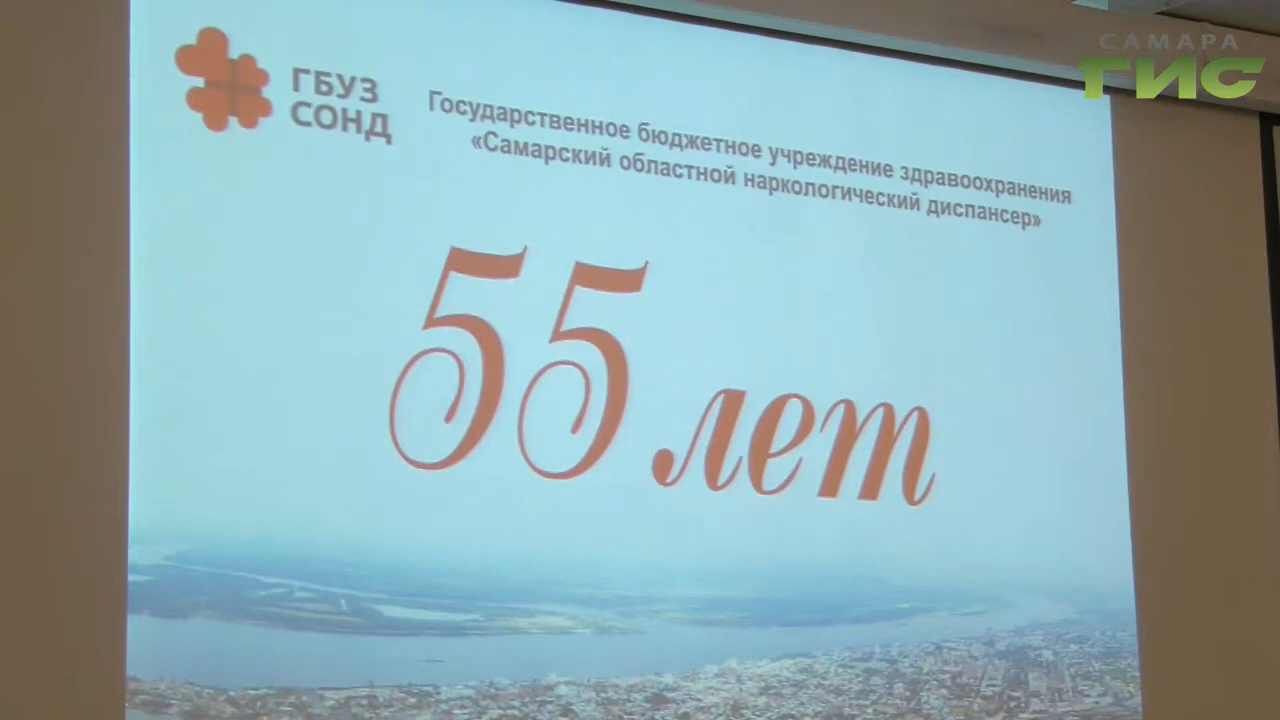 САМАРА
ГИС
ГБУЗ
СОНД
Государственное бюджетное учреждение здравоохранения
«Самарский областной наркологический диспансер»
55 лет